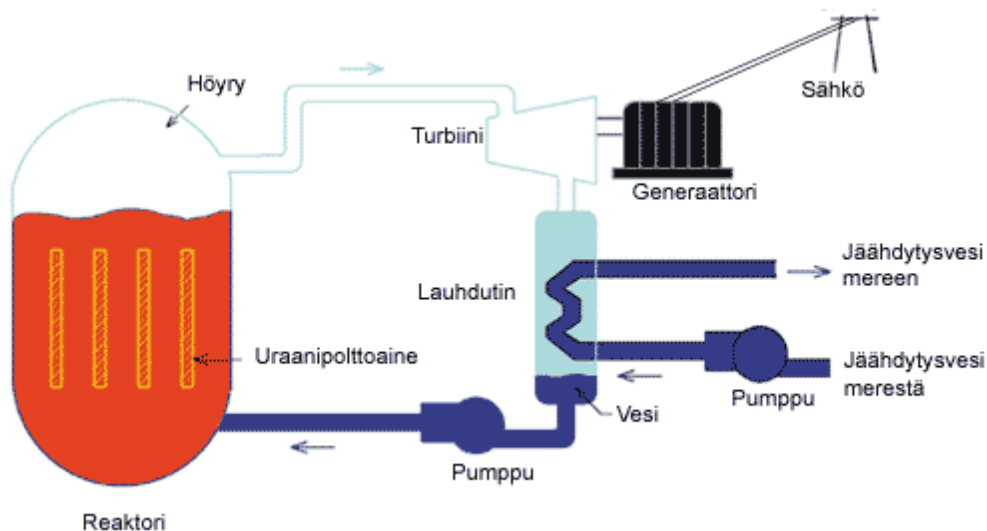 Höyry
Sähkö
Turbiini
Generaattori
Jäähdytysvesi
mereen
Lauhdutin
Uraanipolttoaine
Jäähdytysvesi
merestä
Pumppu
Vesi
Pumppu
Reaktori